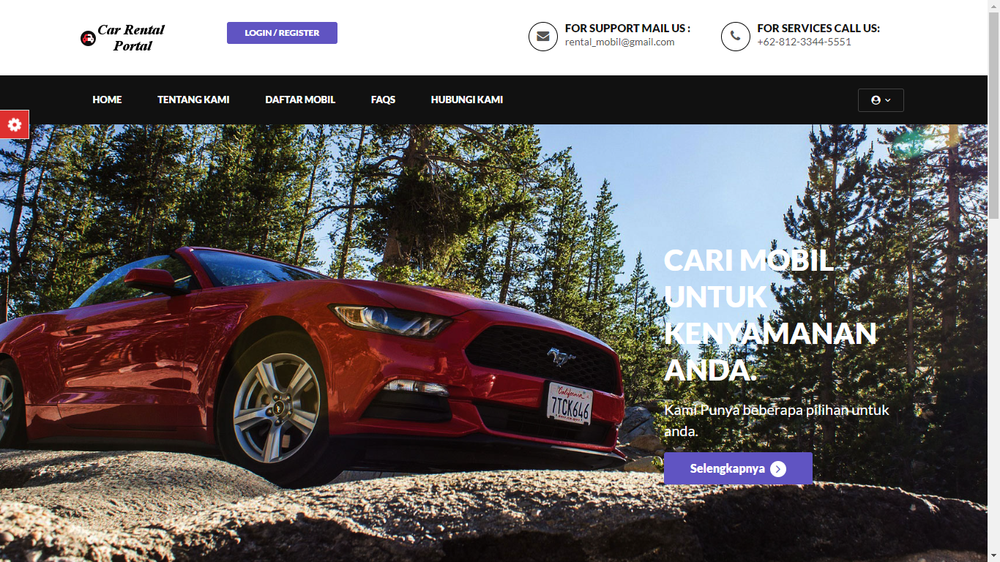 Car Rental
Portal
LOGIN / REGISTER
FOR SUPPORT MAIL US :
rental_mobil@gmail.com
FOR SERVICES CALL US:
+62-812-3344-5551
HOME
TENTANG KAMI
DAFTAR MOBIL
FAQS
HUBUNGI KAMI
CARI MOBIL
UNTUK
KENYAMANAN
ANDA.
Kami Punya beberapa pilihan untuk
anda.
Selengkapnya
California
7TCK646